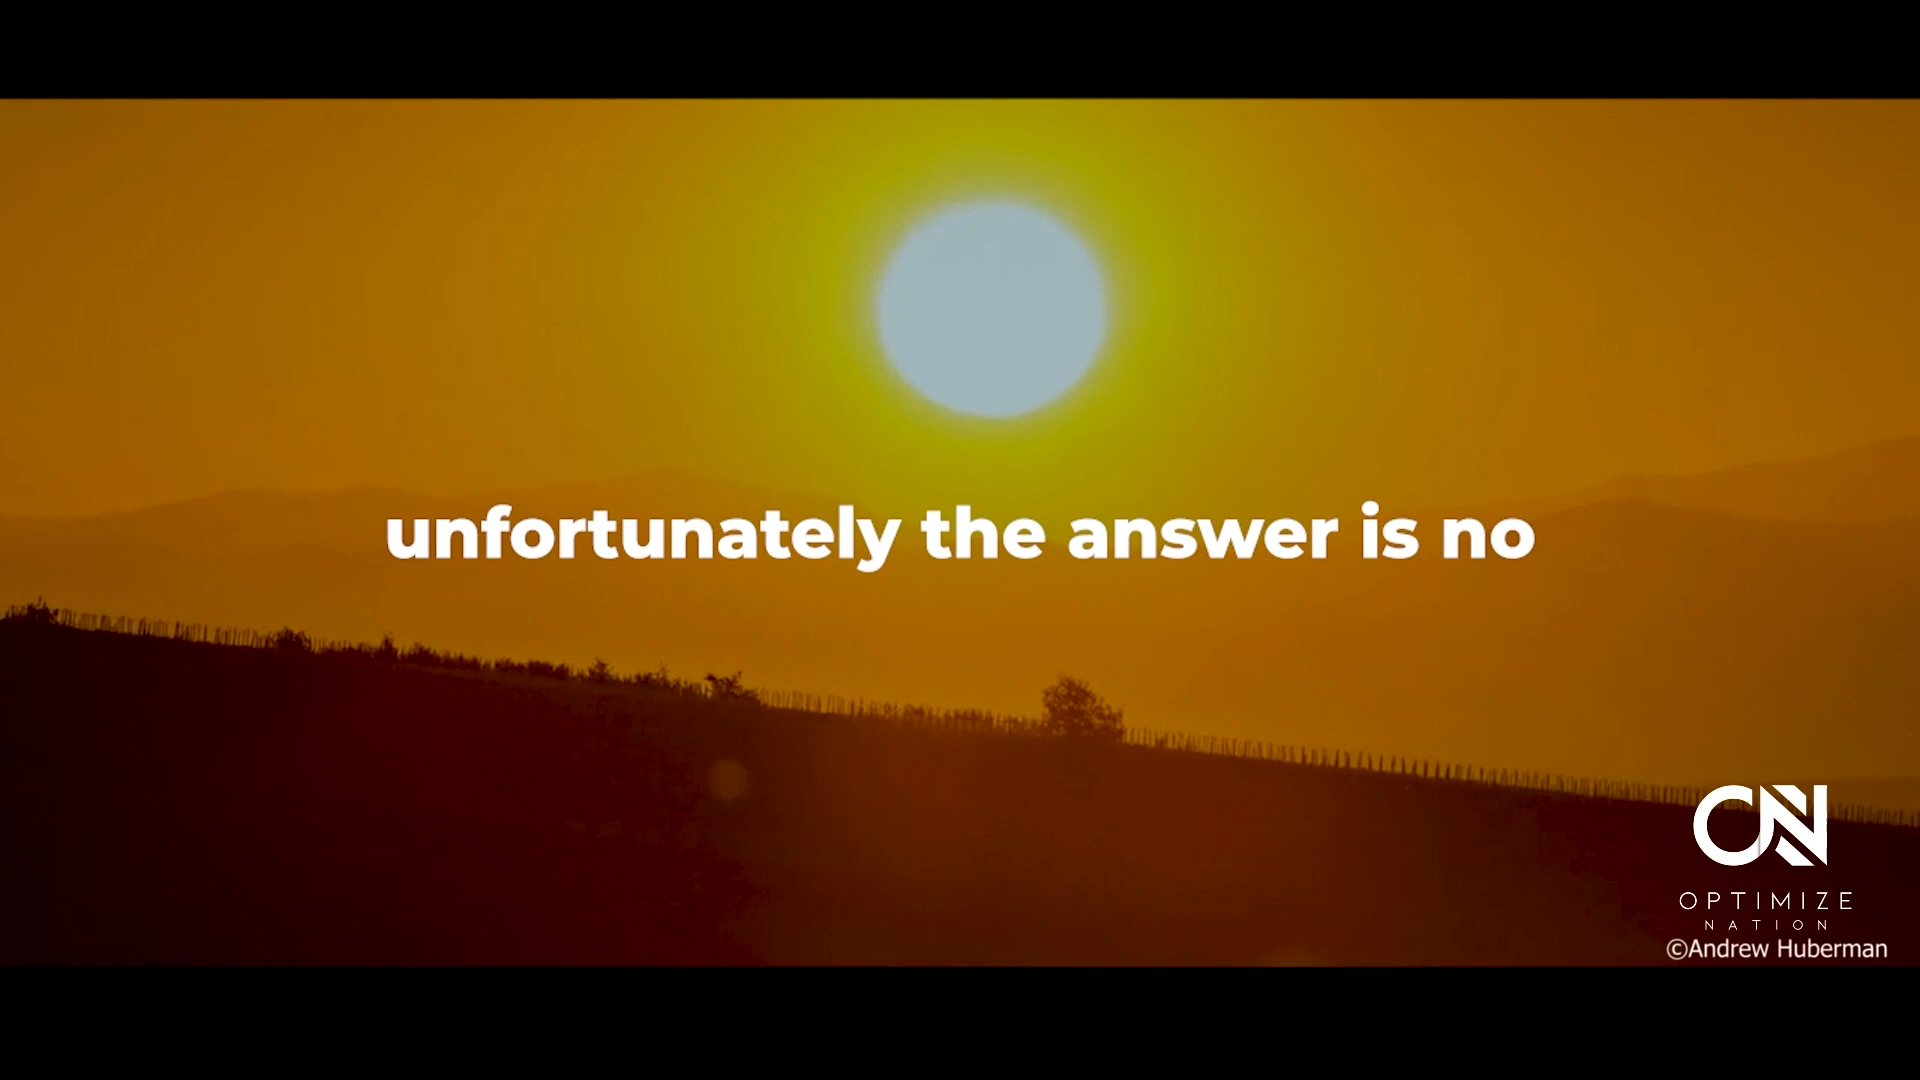 unfortunately the answer is no
ON
OPTIMIZE
NATION
©Andrew Huberman